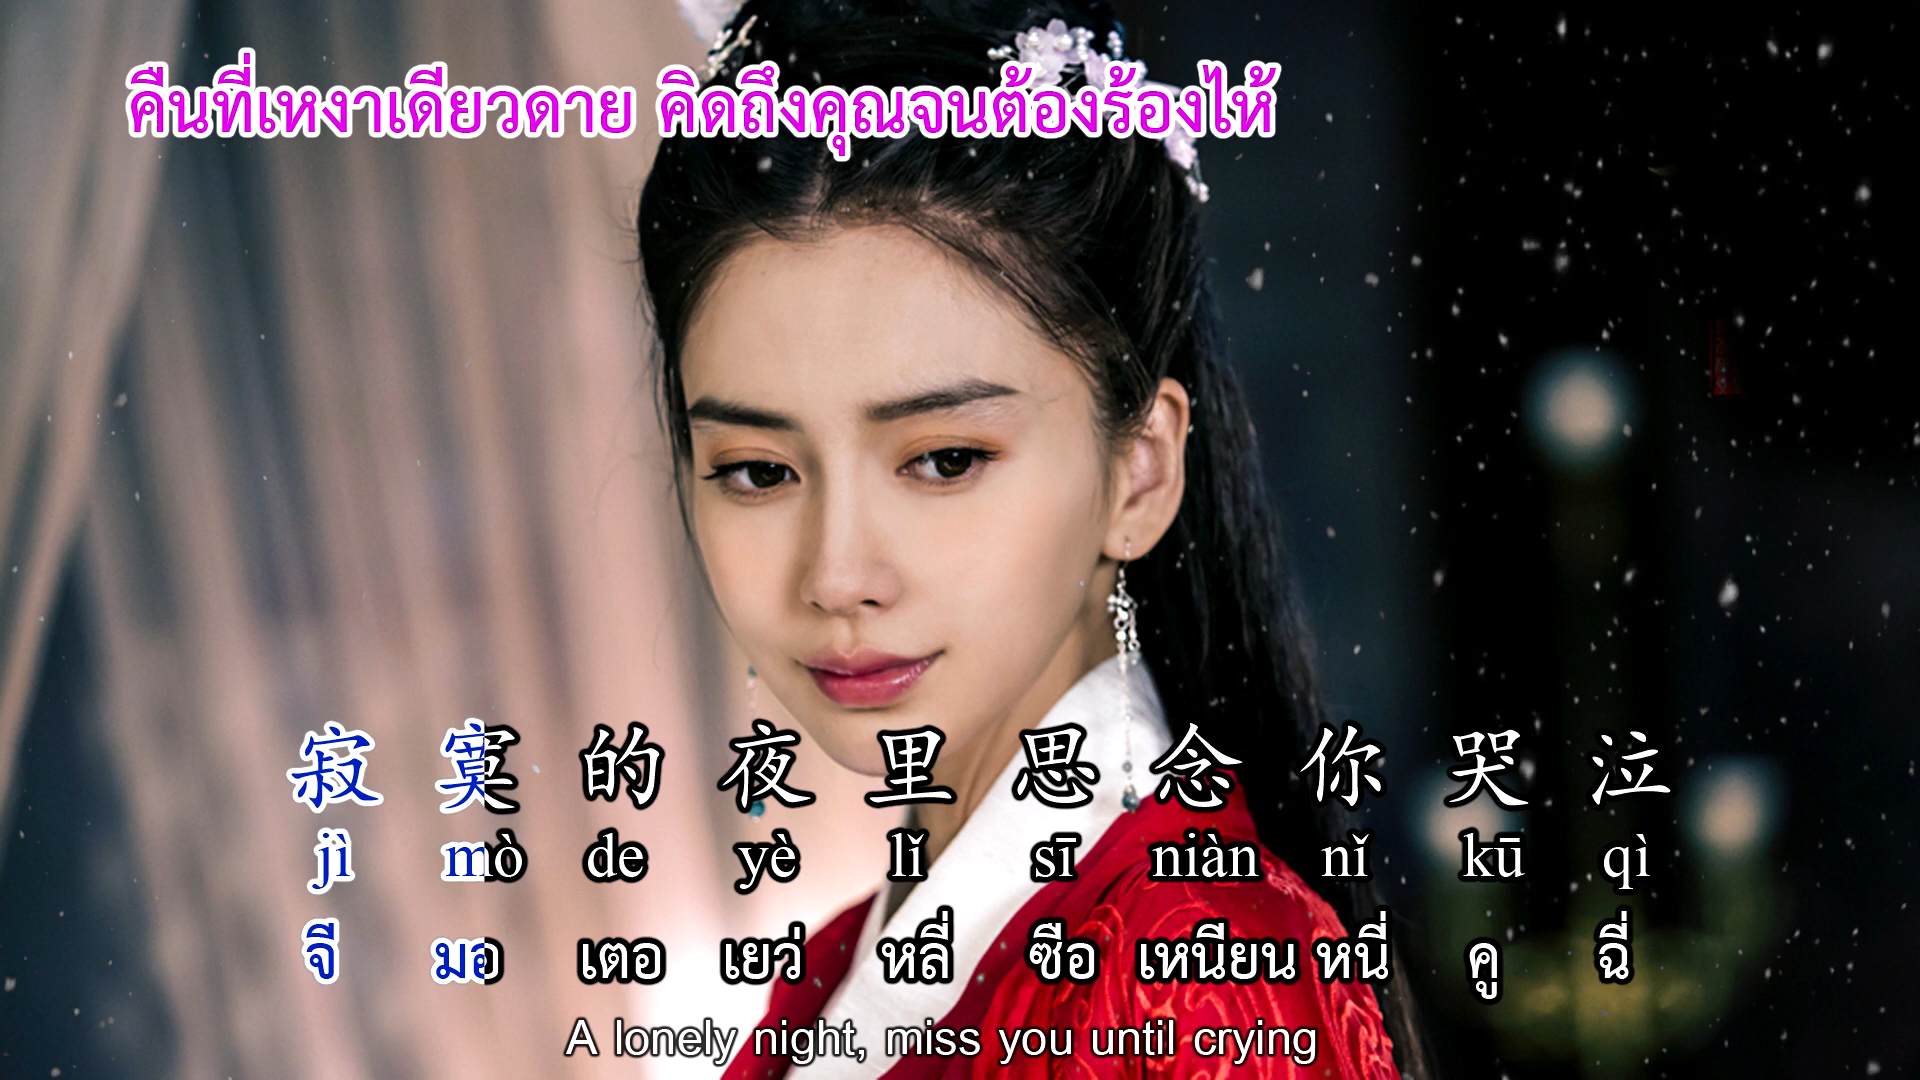 คืนที่เหงาเดียวดาย คิดถึงคุณจนต้องร้องไห้
寂 寞 的 夜 里 思 念 你 哭 泣
jì mò de yè lǐ sī niàn nǐ kū qì
จี้ มอ เตอ เยว่ หลี่ ซือ เหนียน หนี่ คู ฉี่
A lonely night, miss you until crying